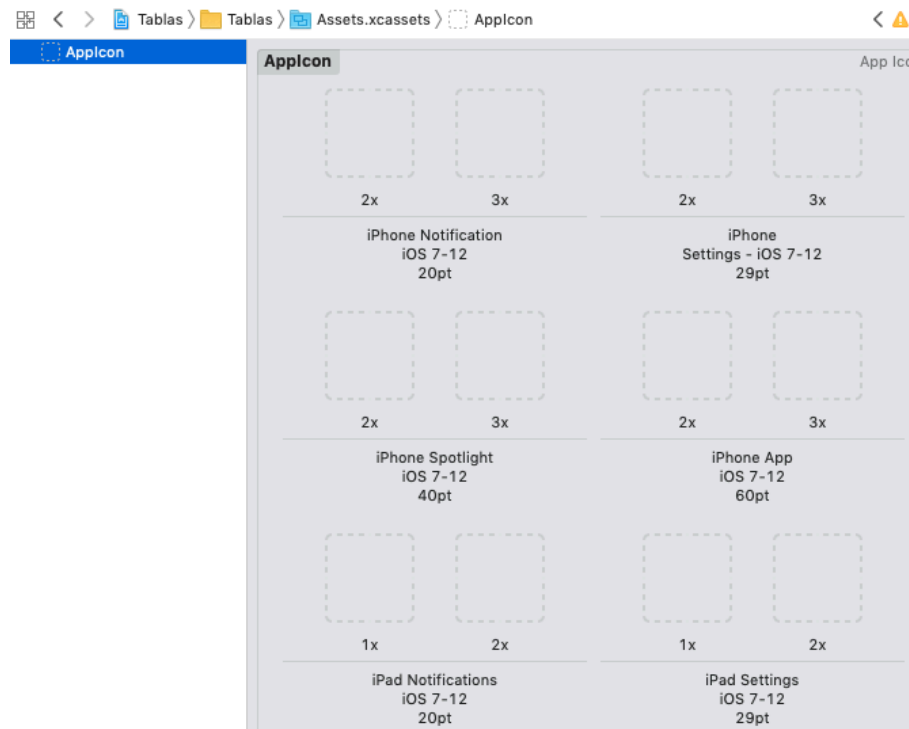 Tablas Tablas Assets.xcassets AppIcon
AppIcon
AppIcon
2x 3x 2x 3x
iPhone Notification
iOS 7-12
20pt
iPhone
Settings - iOS 7-12
29pt
2x 3x 2x 3x
iPhone Spotlight
iOS 7-12
40pt
iPhone App
iOS 7-12
60pt
1x 2x 1x 2x
iPad Notifications
iOS 7-12
20pt
iPad Settings
iOS 7-12
29pt